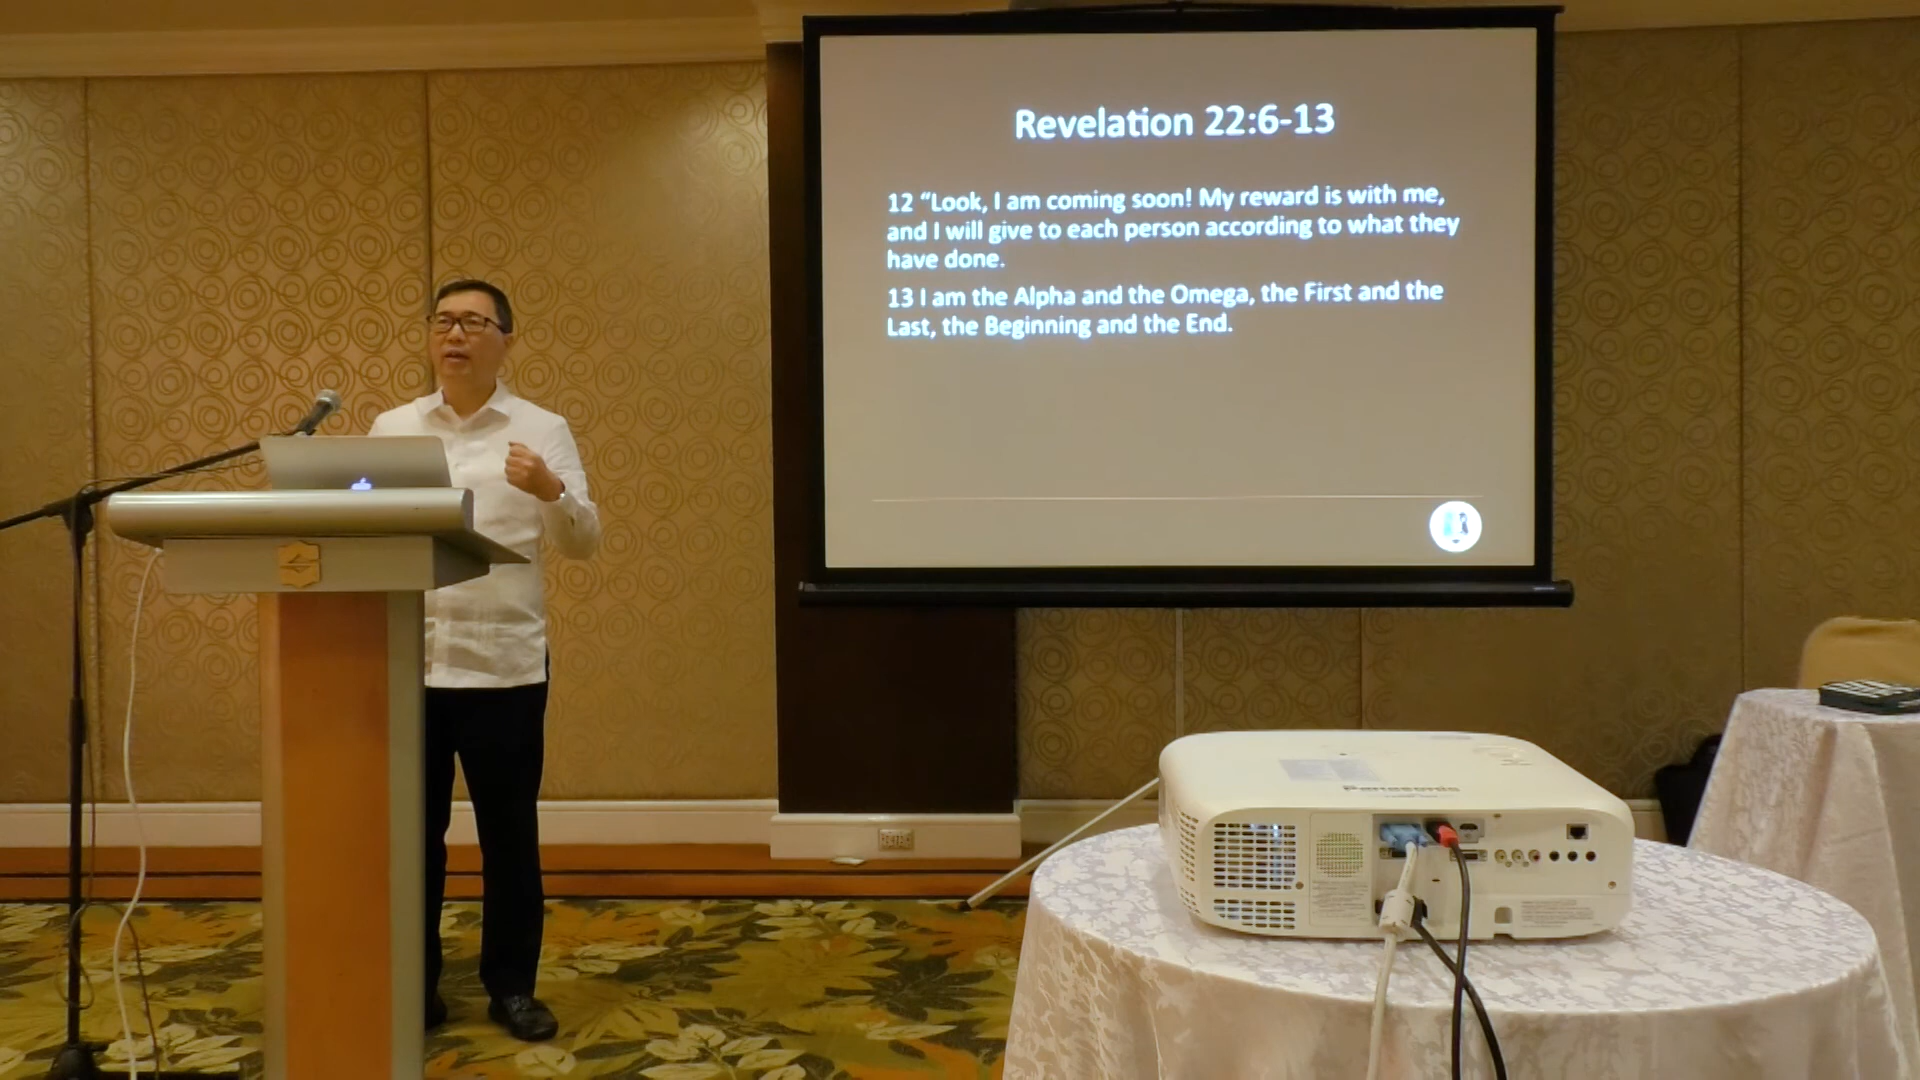 Revelation 22:6-13
12 “Look, I am coming soon! My reward is with me,
and I will give to each person according to what they
have done.
13 I am the Alpha and the Omega, the First and the
Last, the Beginning and the End.
Panasonic